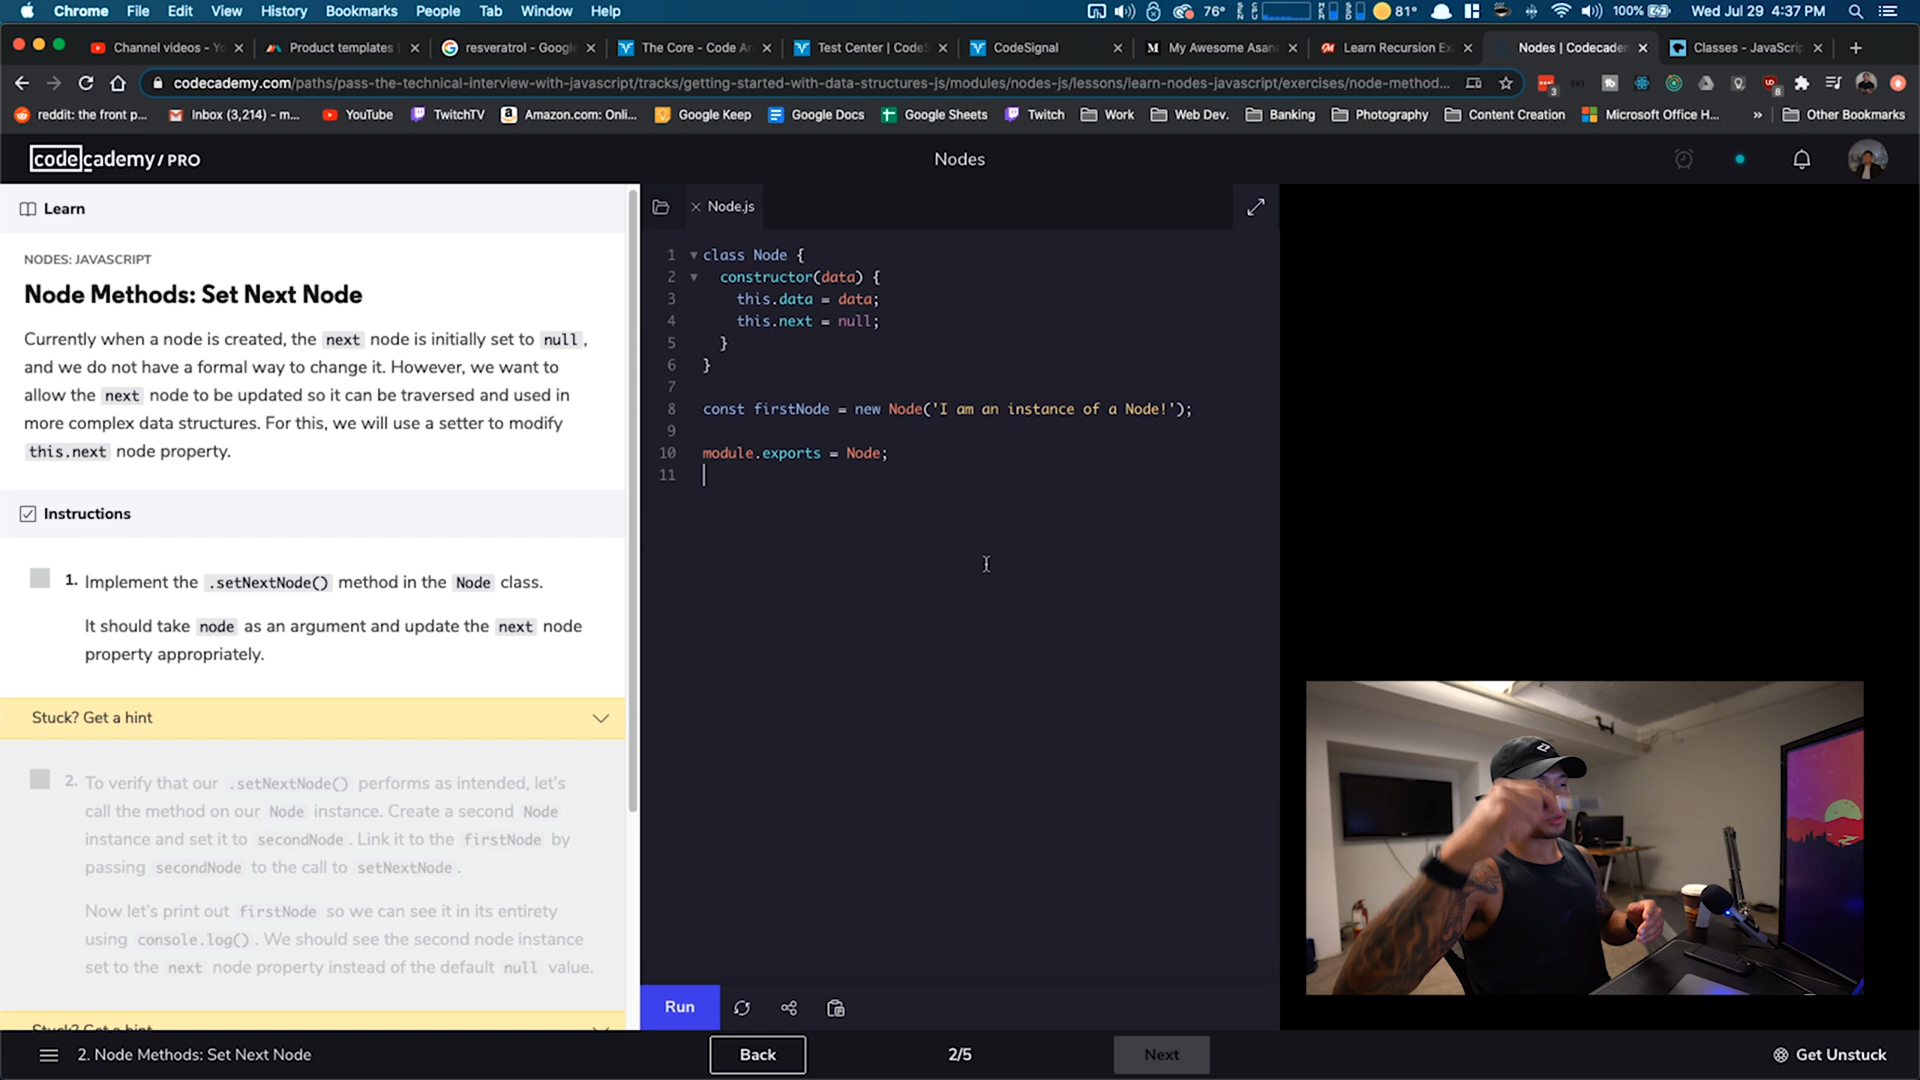 Chrome File Edit View History Bookmarks People Tab Window Help 76° 81° 100% Wed Jul 29 4:37 PM
Channel videos - Yo Product templates resveratrol - Google The Core - Code Ar Test Center | CodeS CodeSignal My Awesome Asan Learn Recursion Ex Nodes | Codecaden Classes - JavaScrip
codecademy.com/paths/pass-the-technical-interview-with-javascript/tracks/getting-started-with-data-structures-js/modules/nodes-js/lessons/learn-nodes-javascript/exercises/node-method...
reddit: the front p... Inbox (3,214) - m... YouTube TwitchTV Amazon.com: Onli... Google Keep Google Docs Google Sheets Twitch Work Web Dev. Banking Photography Content Creation Microsoft Office H... » Other Bookmarks
codecademy/PRO
Nodes
Learn
NODES: JAVASCRIPT
Node Methods: Set Next Node
Currently when a node is created, the next node is initially set to null,
and we do not have a formal way to change it. However, we want to
allow the next node to be updated so it can be traversed and used in
more complex data structures. For this, we will use a setter to modify
this.next node property.
Instructions
1. Implement the .setNextNode() method in the Node class.
It should take node as an argument and update the next node
property appropriately.
Stuck? Get a hint
2. To verify that our .setNextNode() performs as intended, let's
call the method on our Node instance. Create a second Node
instance and set it to secondNode. Link it to the firstNode by
passing secondNode to the call to setNextNode.
Now let's print out firstNode so we can see it in its entirety
using console.log(). We should see the second node instance
set to the next node property instead of the default null value.
Stuck? Get a hint
Node.js
1 class Node {
2 constructor(data) {
3 this.data = data;
4 this.next = null;
5 }
6 }
7
8 const firstNode = new Node('I am an instance of a Node!');
9
10 module.exports = Node;
11
Run
2. Node Methods: Set Next Node
Back
2/5
Next
Get Unstuck